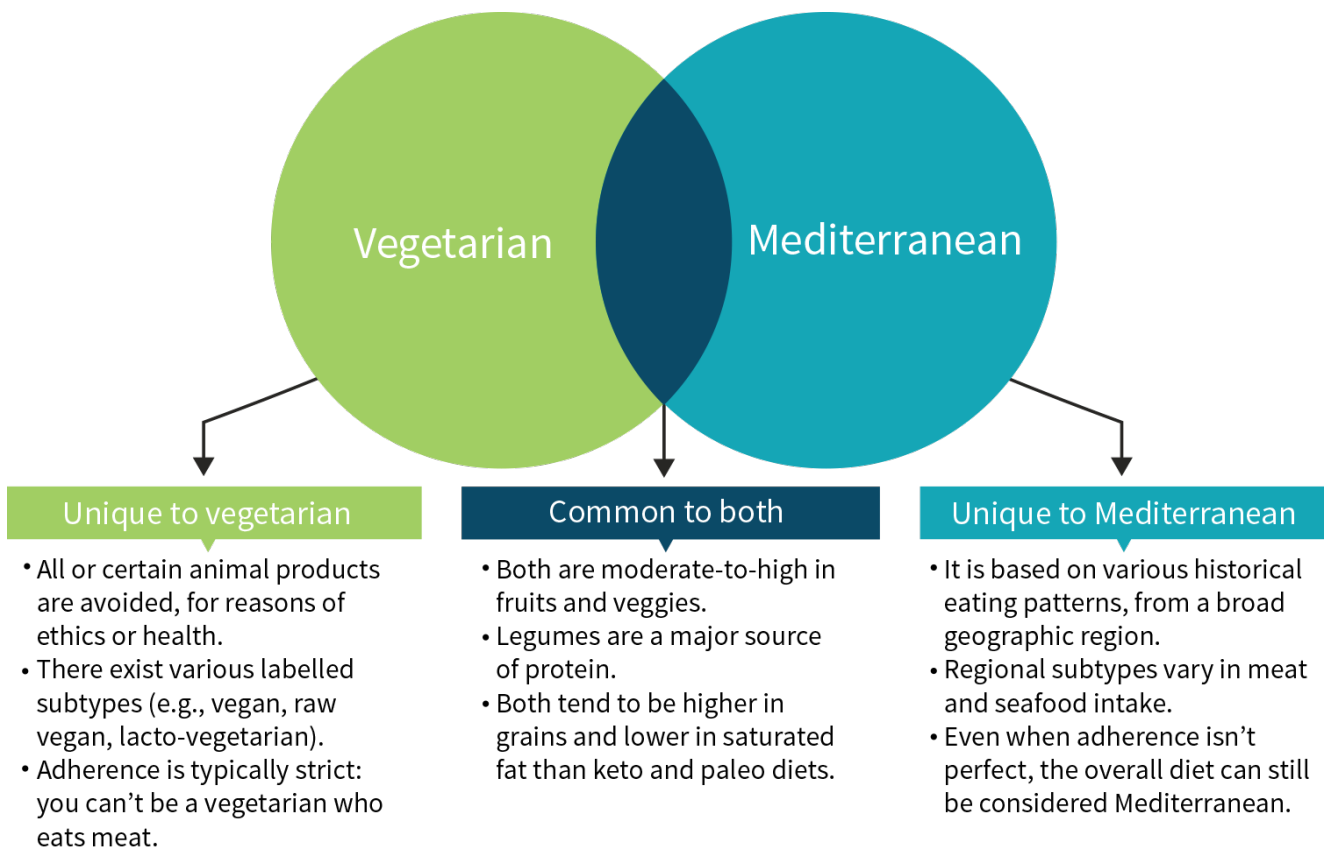 Vegetarian
Mediterranean
Unique to vegetarian
• All or certain animal products
are avoided, for reasons of
ethics or health.
• There exist various labelled
subtypes (e.g., vegan, raw
vegan, lacto-vegetarian).
• Adherence is typically strict:
you can’t be a vegetarian who
eats meat.
Common to both
• Both are moderate-to-high in
fruits and veggies.
• Legumes are a major source
of protein.
• Both tend to be higher in
grains and lower in saturated
fat than keto and paleo diets.
Unique to Mediterranean
• It is based on various historical
eating patterns, from a broad
geographic region.
• Regional subtypes vary in meat
and seafood intake.
• Even when adherence isn’t
perfect, the overall diet can still
be considered Mediterranean.